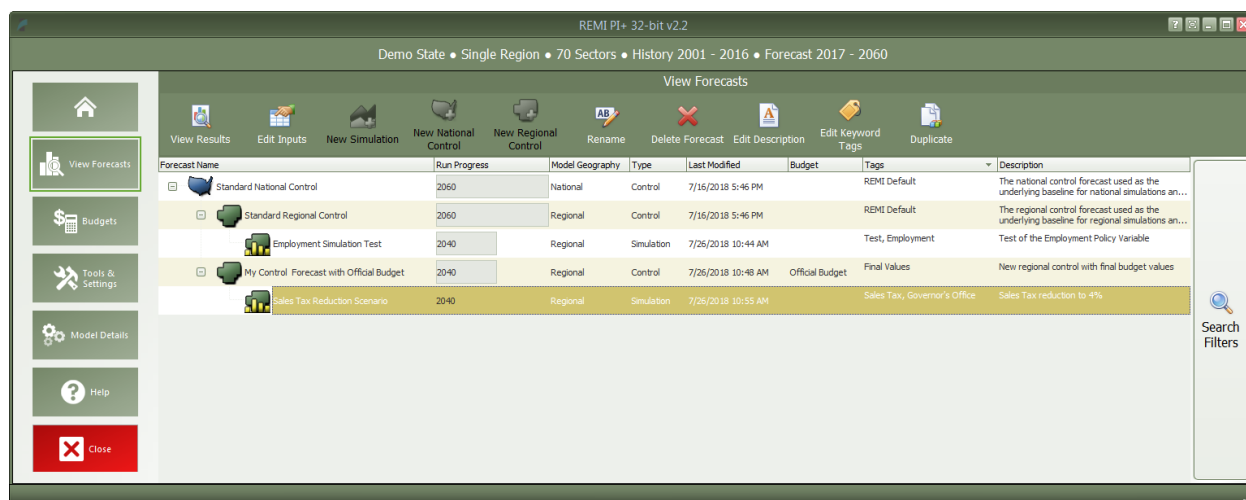 REMI PI+ 32-bit v2.2
Demo State ● Single Region ● 70 Sectors ● History 2001 - 2016 ● Forecast 2017 - 2060
View Forecasts
View Results
Edit Inputs
New Simulation
New National
Control
New Regional
Control
AB
Rename
Delete Forecast
A
Edit Description
Edit Keyword
Tags
Duplicate
View Forecasts
Budgets
Tools &
Settings
Model Details
Help
Close
Forecast Name Run Progress Model Geography Type Last Modified Budget Tags Description
Standard National Control 2060 National Control 7/16/2018 5:46 PM REMI Default The national control forecast used as the
underlying baseline for national simulations an...
Standard Regional Control 2060 Regional Control 7/16/2018 5:46 PM REMI Default The regional control forecast used as the
underlying baseline for regional simulations an...
Employment Simulation Test 2040 Regional Simulation 7/26/2018 10:44 AM Test, Employment Test of the Employment Policy Variable
My Control Forecast with Official Budget 2040 Regional Control 7/26/2018 10:48 AM Official Budget Final Values New regional control with final budget values
Sales Tax Reduction Scenario 2040 Regional Simulation 7/26/2018 10:55 AM Sales Tax, Governor's Office Sales Tax reduction to 4%
Search
Filters